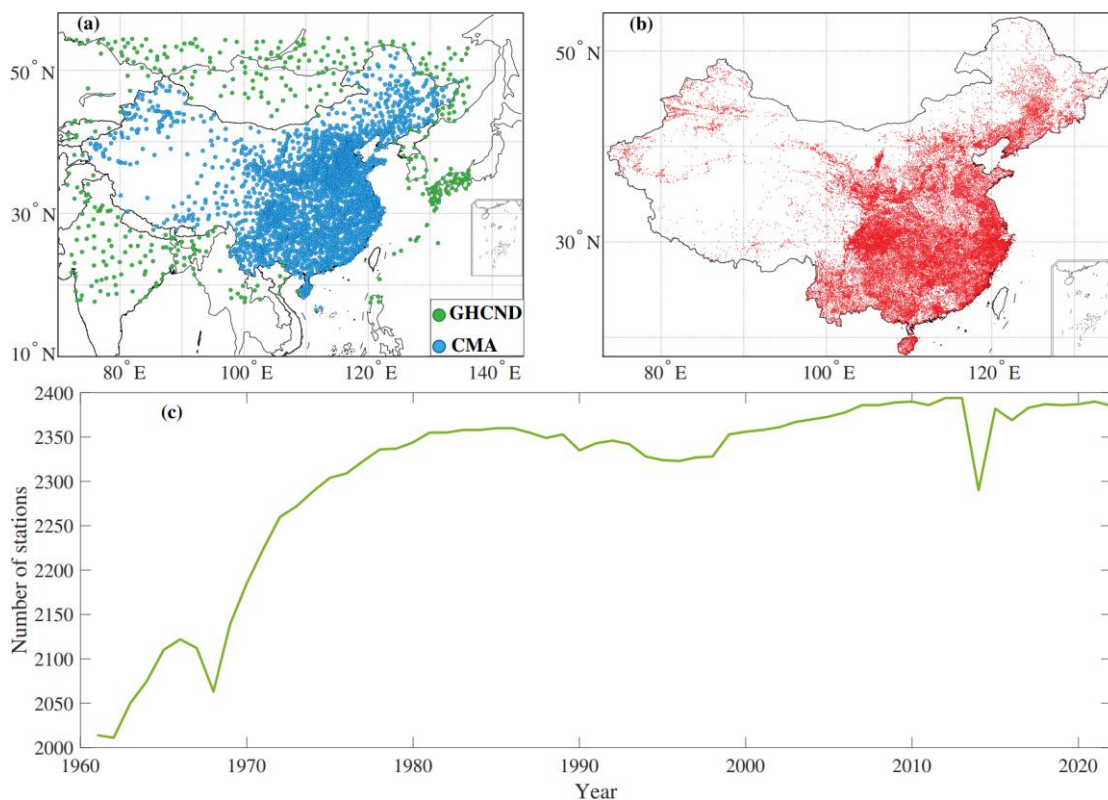 (a)
50° N
30° N
10° N
80° E
100° E
120° E
140° E
GHCND
CMA
(b)
50° N
30° N
80° E
100° E
120° E
(c)
2400
2350
2300
2250
2200
2150
2100
2050
2000
Number of stations
1960
1970
1980
1990
2000
2010
2020
Year